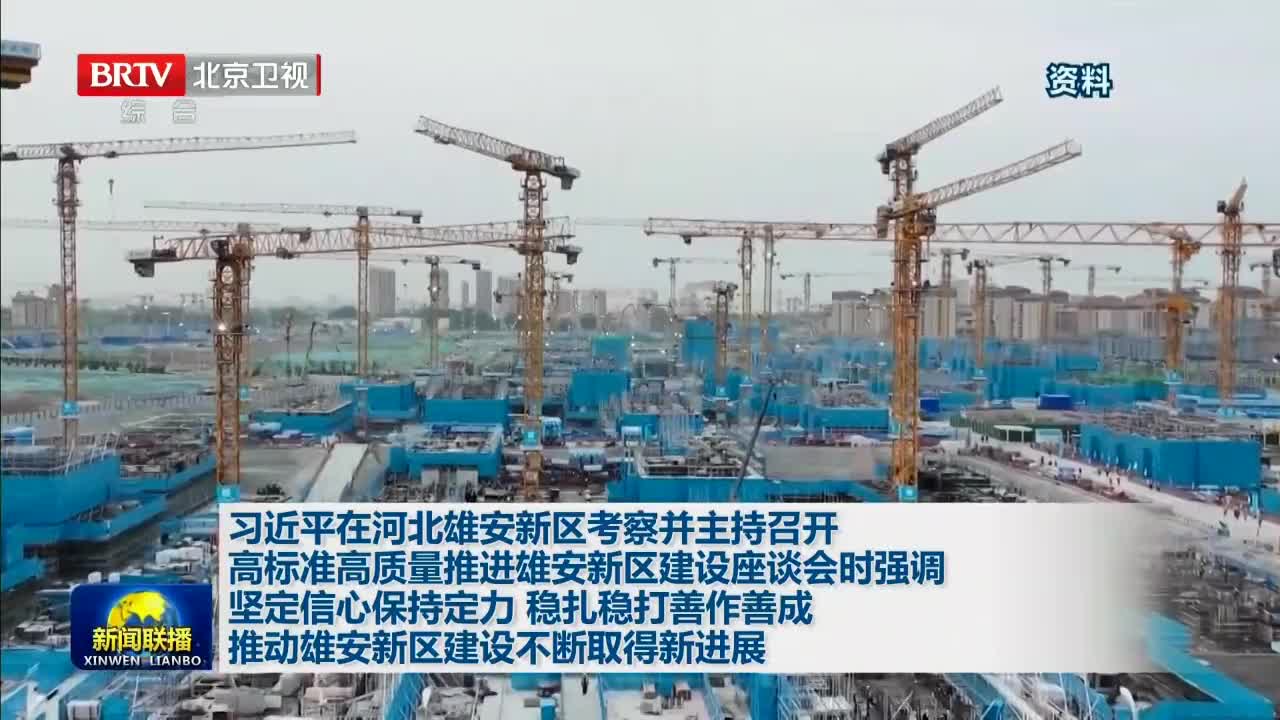 BRTV 北京卫视
综合
资料
习近平在河北雄安新区考察并主持召开
高标准高质量推进雄安新区建设座谈会时强调
坚定信心保持定力 稳扎稳打善作善成
推动雄安新区建设不断取得新进展
新闻联播
XINWEN LIANBO